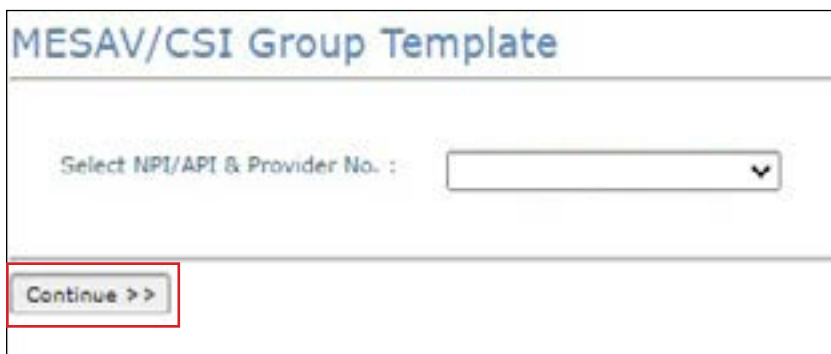 MESAV/CSI Group Template
Select NPI/API & Provider No. :
Continue >>